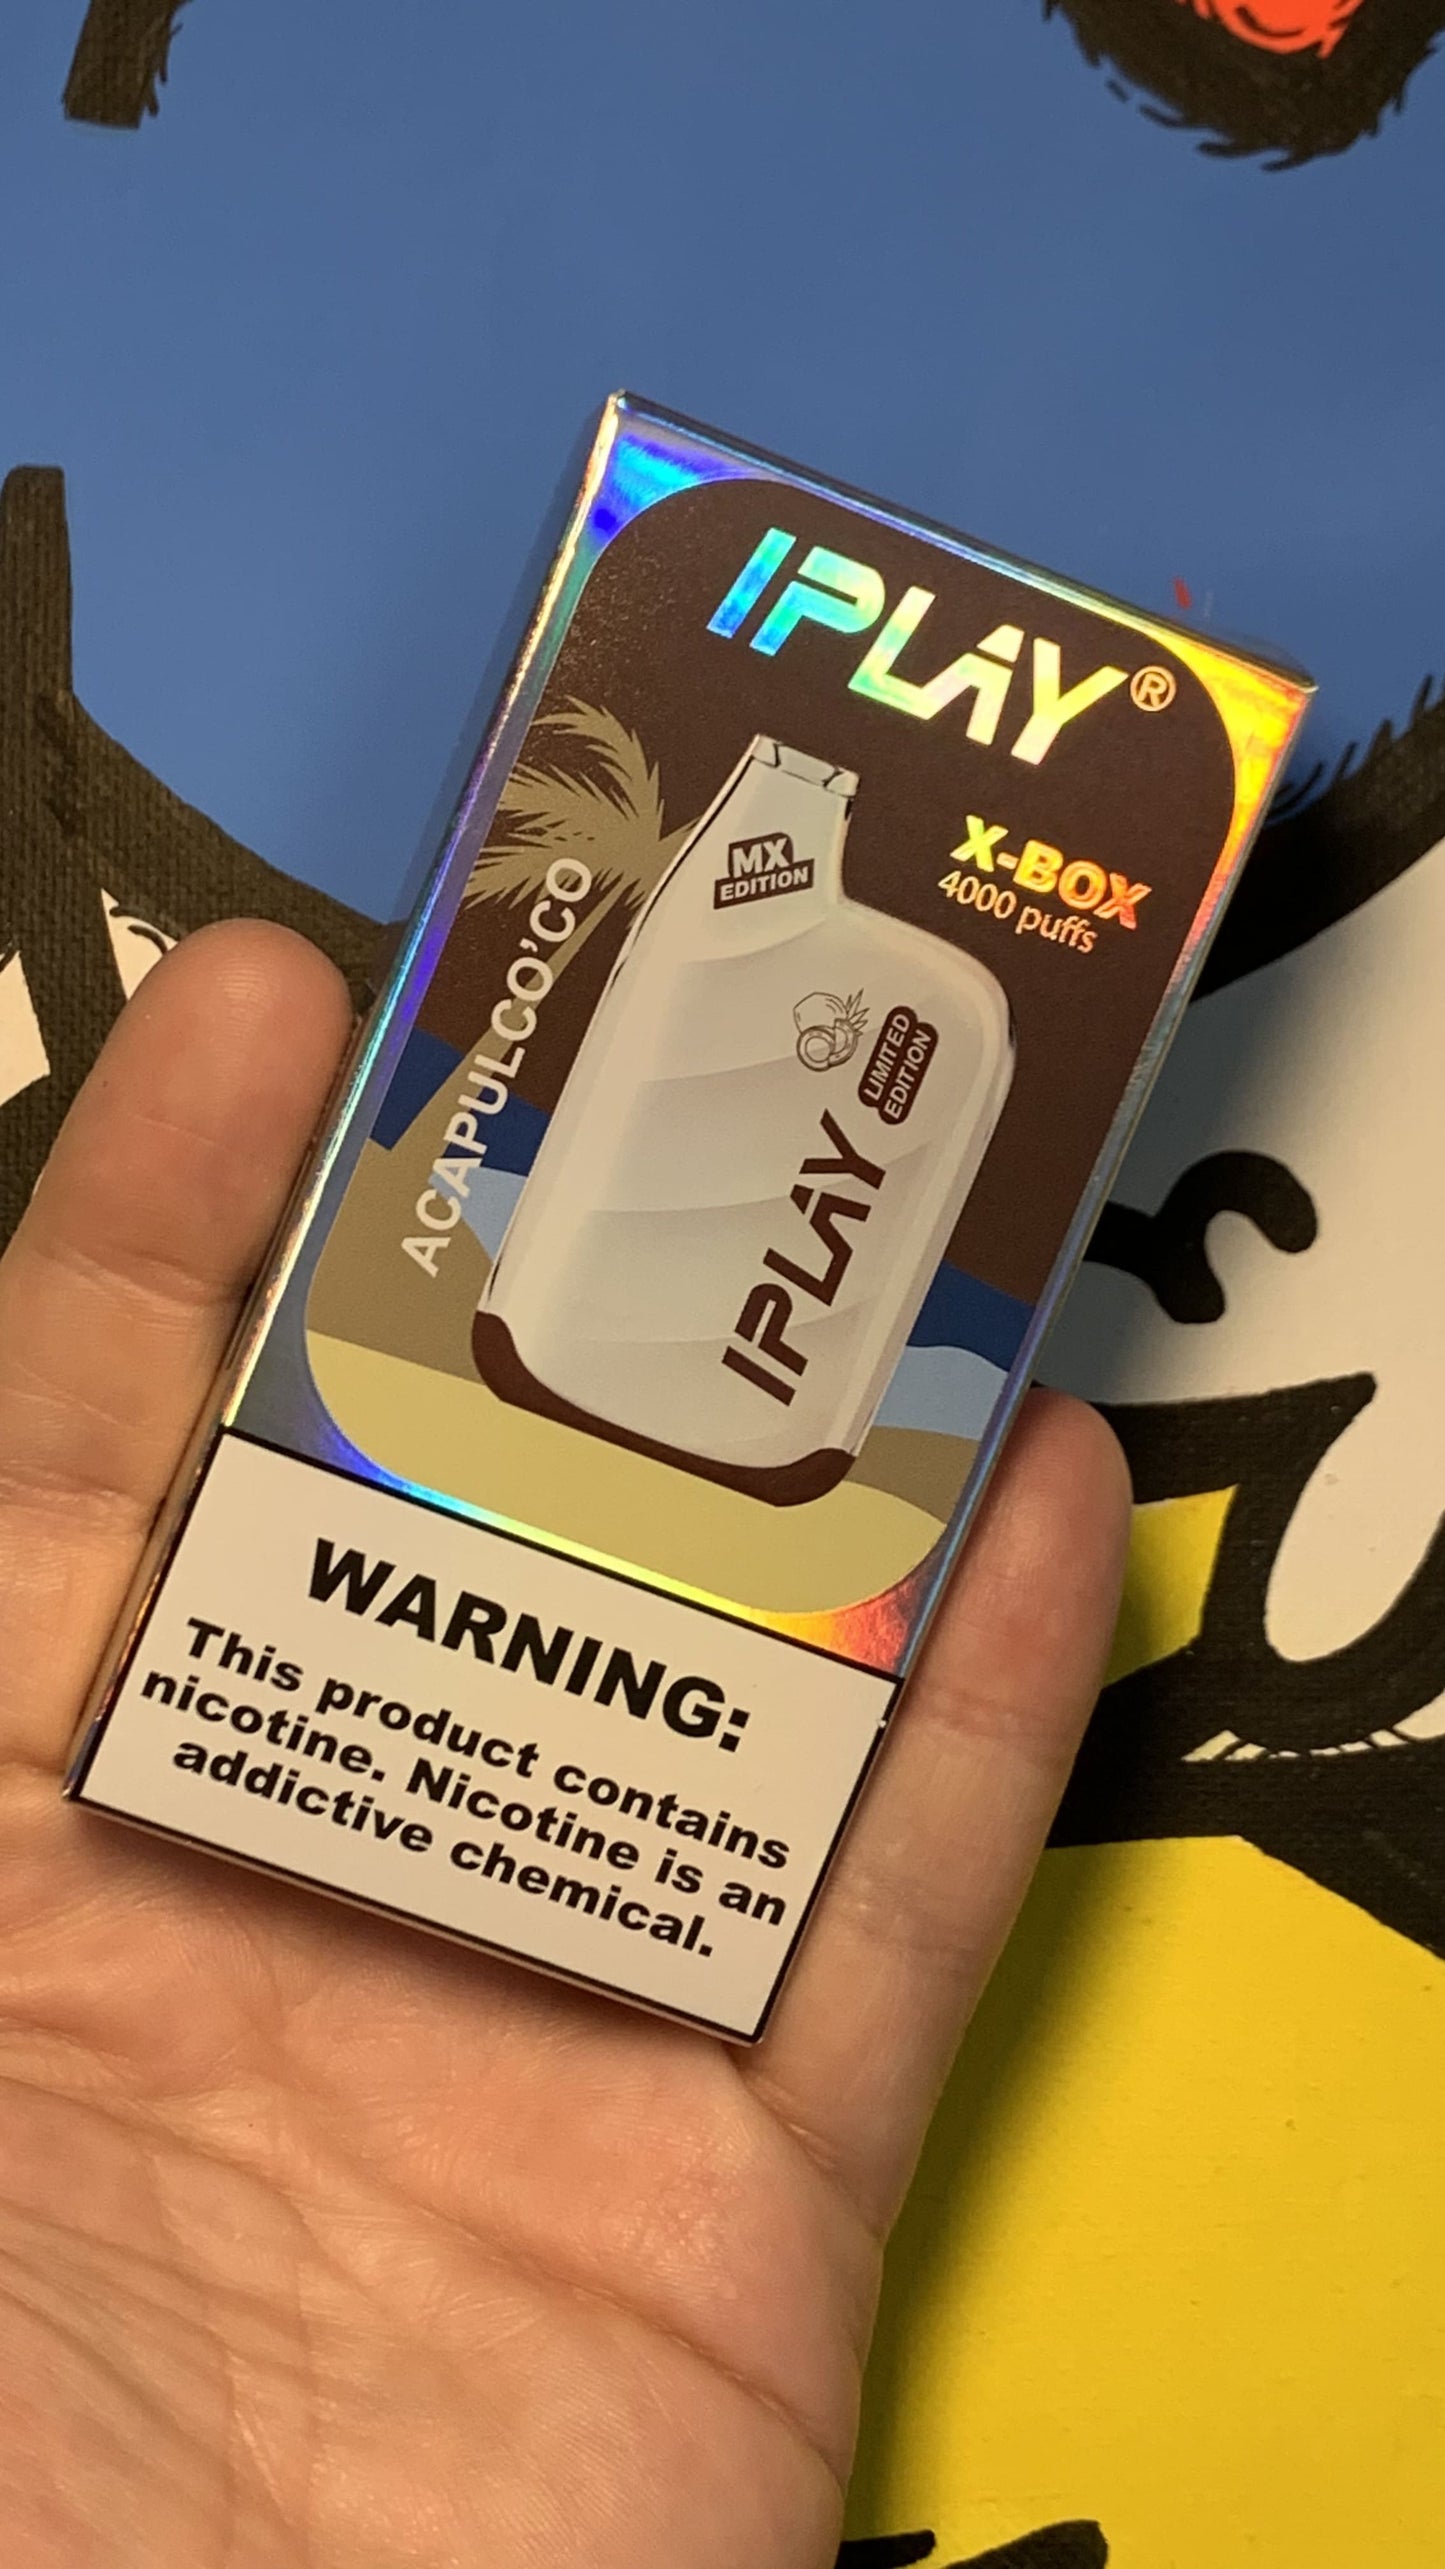 IPLAY®
X-BOX
4000 puffs
MX
EDITION
ACAPULCO'CO
LIMITED
EDITION
IPLAY
WARNING:
This product contains
nicotine. Nicotine is an
addictive chemical.